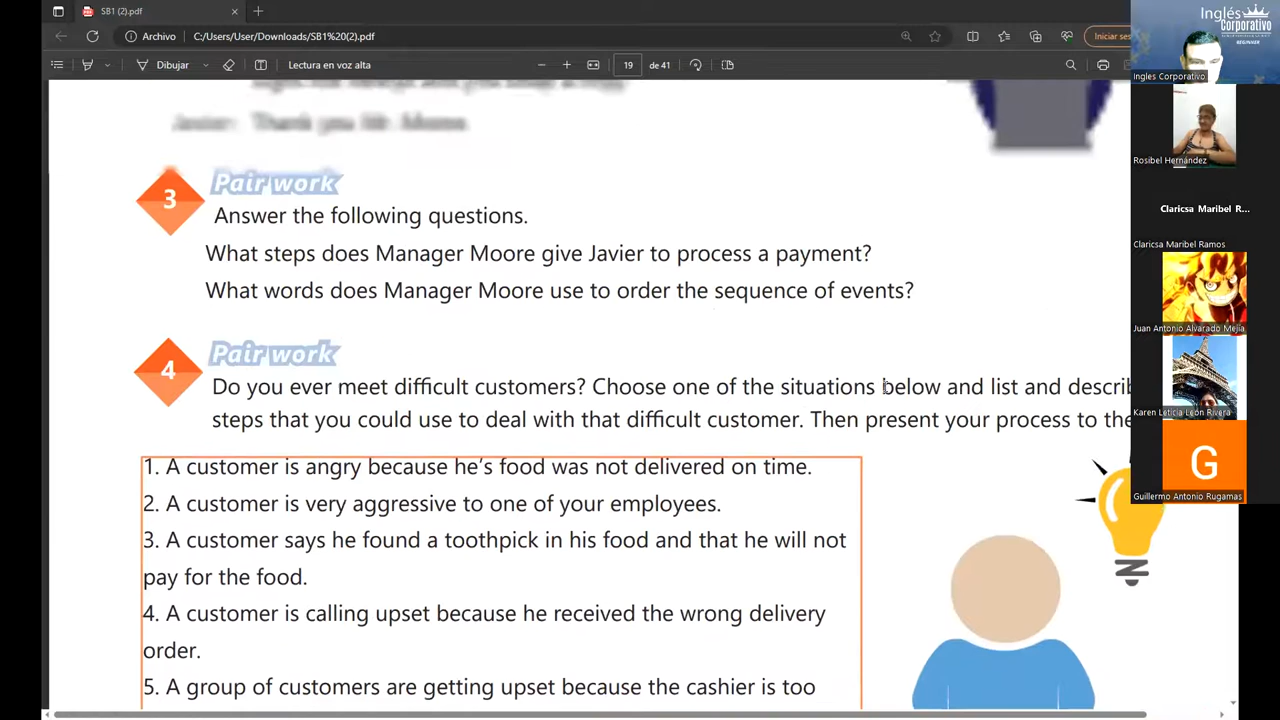 SB1 (2).pdf
Archivo
C:/Users/User/Downloads/SB1%20(2).pdf
Iniciar ses
Dibujar
Lectura en voz alta
19
de 41
Thank you Mr. Moore.
3
Pair work
Answer the following questions.
What steps does Manager Moore give Javier to process a payment?
What words does Manager Moore use to order the sequence of events?
4
Pair work
Do you ever meet difficult customers? Choose one of the situations below and list and describ
steps that you could use to deal with that difficult customer. Then present your process to the
1. A customer is angry because he's food was not delivered on time.
2. A customer is very aggressive to one of your employees.
3. A customer says he found a toothpick in his food and that he will not
pay for the food.
4. A customer is calling upset because he received the wrong delivery
order.
5. A group of customers are getting upset because the cashier is too
Inglés
Corporativo
BEGINNER
Ingles Corporativo
Rosibel Hernández
Claricsa Maribel R...
Claricsa Maribel Ramos
Juan Antonio Alvarado Mejía
Karen Leticia León Rivera
G
Guillermo Antonio Rugamas